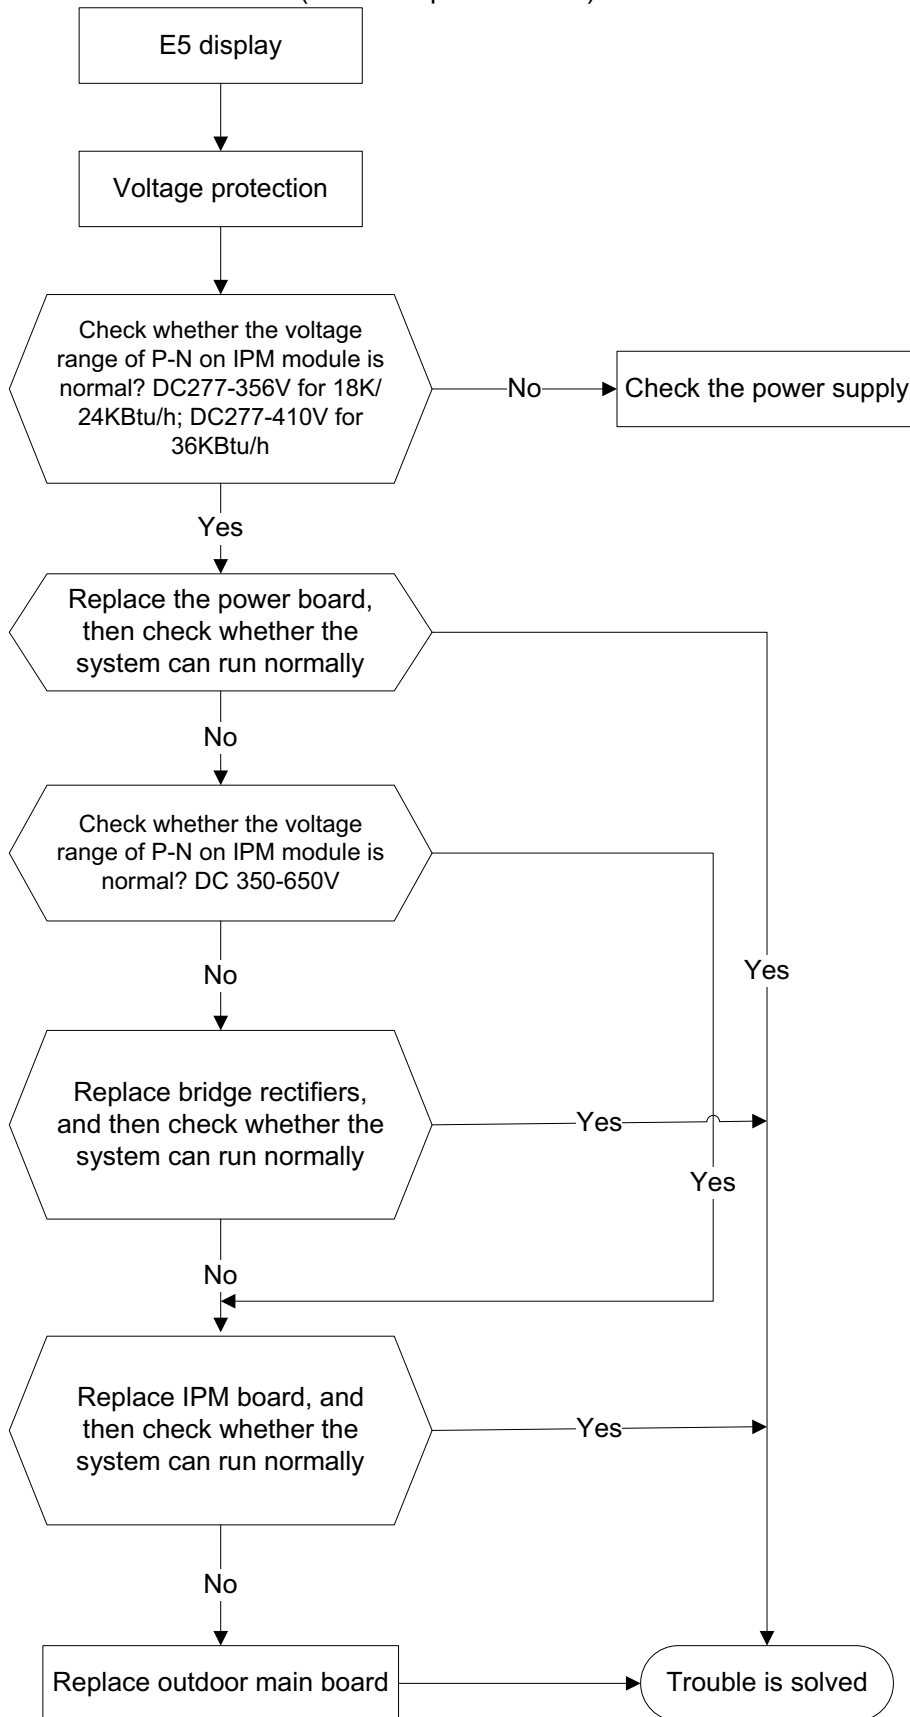 E5 display
Voltage protection
Check whether the voltage
range of P-N on IPM module is
normal? DC277-356V for 18K/
24KBtu/h; DC277-410V for
36KBtu/h
No
Check the power supply
Yes
Replace the power board,
then check whether the
system can run normally
No
Check whether the voltage
range of P-N on IPM module is
normal? DC 350-650V
No
Yes
Replace bridge rectifiers,
and then check whether the
system can run normally
Yes
Yes
No
Replace IPM board, and
then check whether the
system can run normally
Yes
No
Replace outdoor main board
Trouble is solved